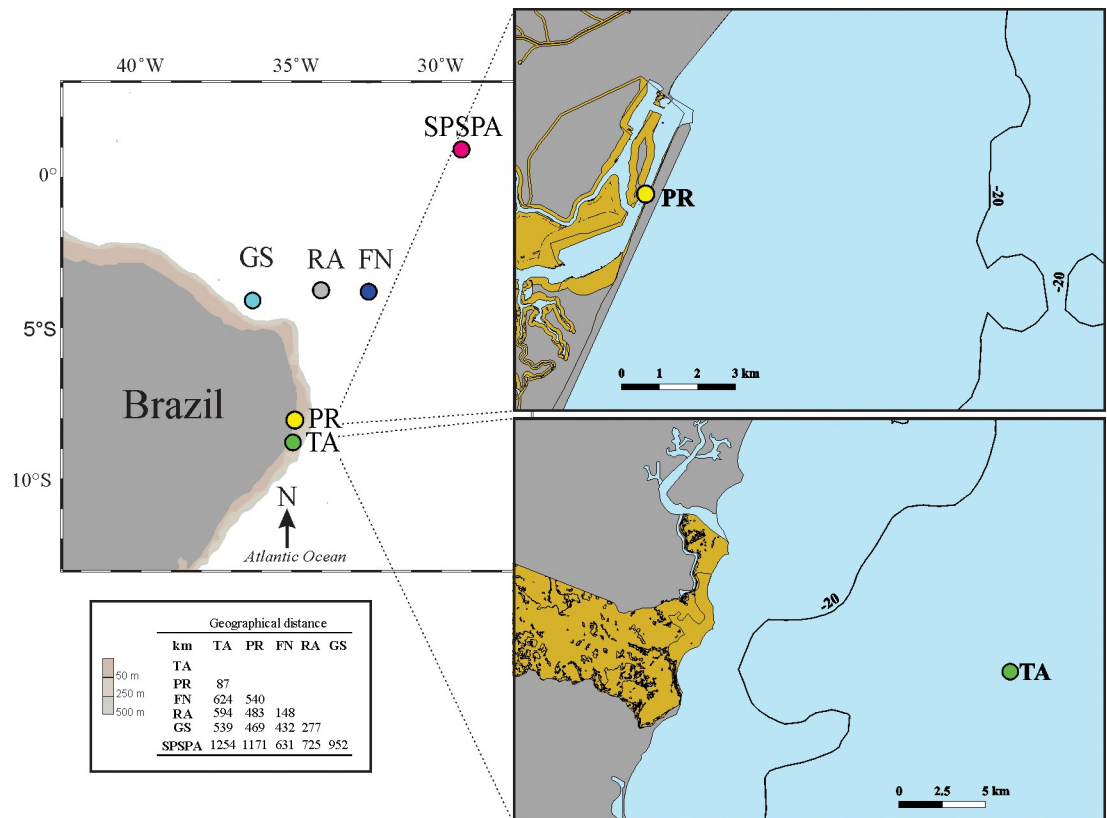 40°W 35°W 30°W
SPSPA
0°
GS RA FN
5°S
Brazil
PR
TA
10°S
N
Atlantic Ocean
Geographical distance
km TA PR FN RA GS
TA
PR 87
FN 624 540
RA 594 483 148
GS 539 469 432 277
SPSPA 1254 1171 631 725 952
50 m
250 m
500 m
PR
-20
-20
0 1 2 3 km
-20
TA
0 2.5 5 km